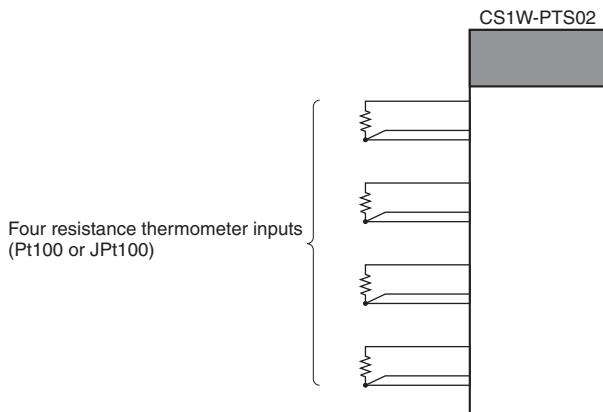 CS1W-PTS02
Four resistance thermometer inputs
(Pt100 or JPt100)